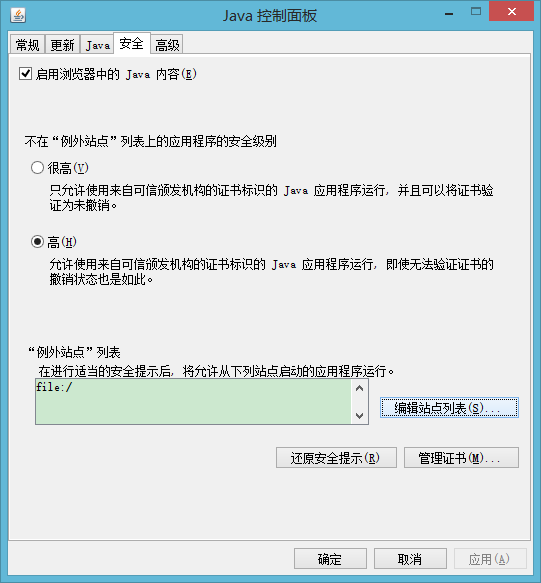 Java 控制面板
常规 更新 Java 安全 高级
启用浏览器中的 Java 内容(E)
不在“例外站点”列表上的应用程序的安全级别
很高(V)
只允许使用来自可信颁发机构的证书标识的 Java 应用程序运行, 并且可以将证书验
证为未撤销。
高(H)
允许使用来自可信颁发机构的证书标识的 Java 应用程序运行, 即使无法验证证书的
撤销状态也是如此。
“例外站点”列表
在进行适当的安全提示后, 将允许从下列站点启动的应用程序运行。
file:/
编辑站点列表(S)...
还原安全提示(R) 管理证书(M)...
确定 取消 应用(A)